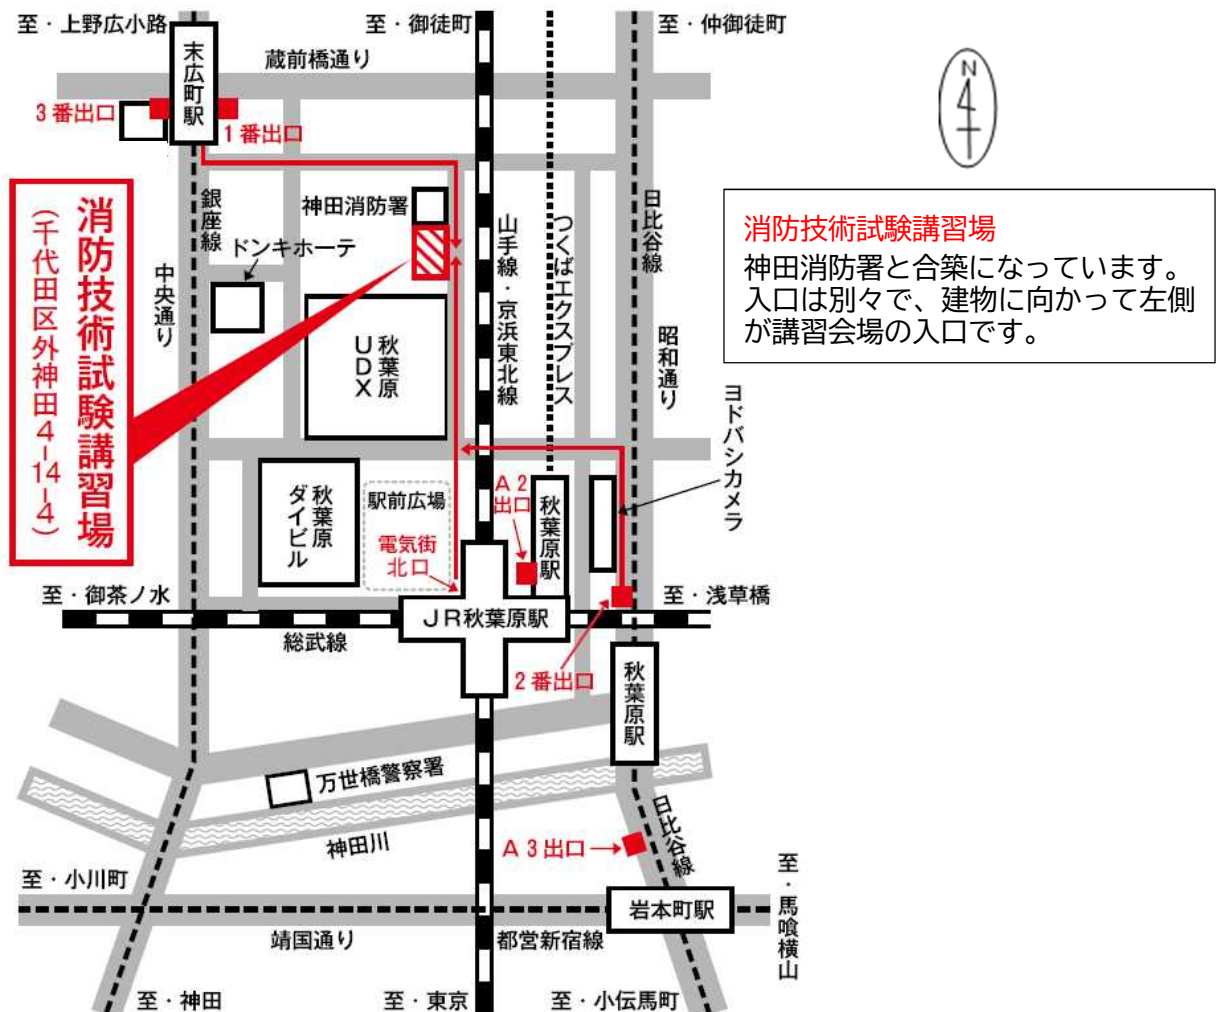 至・上野広小路
至・御徒町
至・仲御徒町
末広町駅
蔵前橋通り
3番出口
1番出口
N
銀座線
神田消防署
ドンキホーテ
中央通り
山手線・京浜東北線
つくばエクスプレス
日比谷線
昭和通り
消防技術試験講習場
（千代田区外神田4-14-4）
消防技術試験講習場
神田消防署と合築になっています。
入口は別々で、建物に向かって左側
が講習会場の入口です。
秋葉原
UDX
ヨドバシカメラ
秋葉原
ダイビル
駅前広場
電気街
北口
A2
出口
秋葉原駅
至・御茶ノ水
至・浅草橋
JR秋葉原駅
総武線
2番出口
秋葉原駅
万世橋警察署
神田川
日比谷線
A3出口
至・小川町
岩本町駅
至・馬喰横山
靖国通り
都営新宿線
至・神田
至・東京
至・小伝馬町